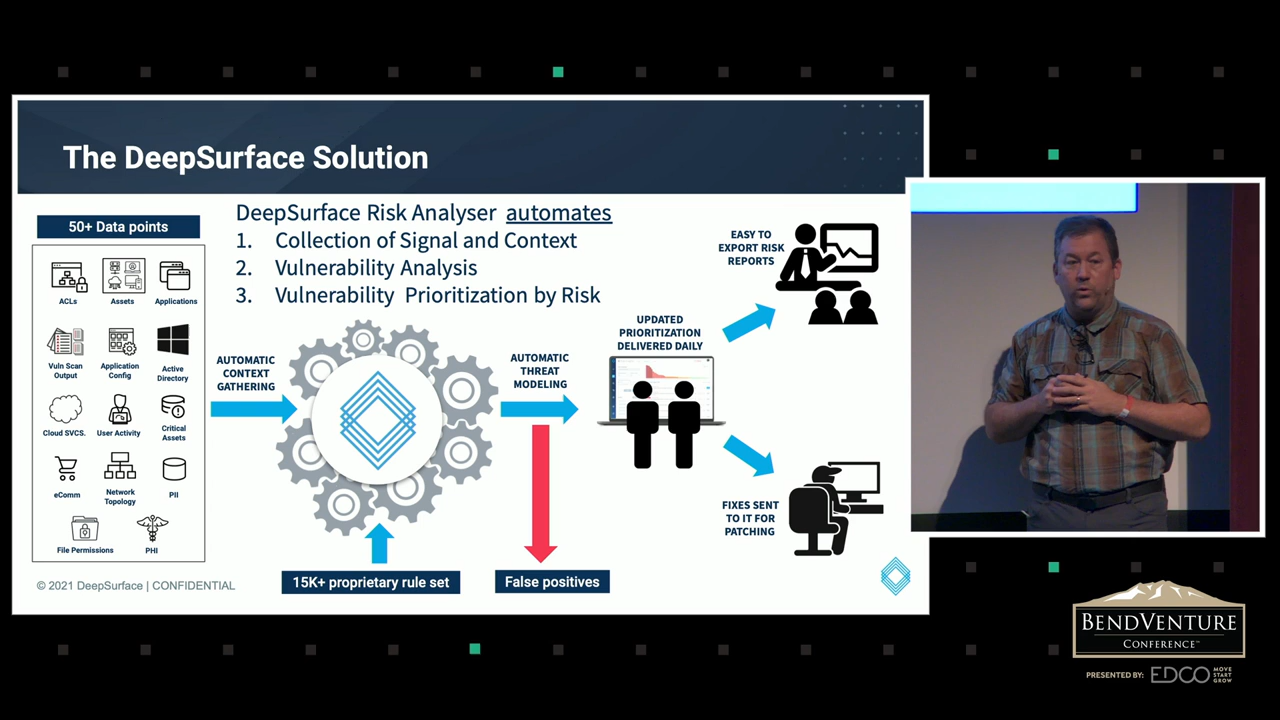 The DeepSurface Solution
50+ Data points
ACLs
Assets
Applications
Vuln Scan
Output
Application
Config
Active
Directory
Cloud SVCS.
User Activity
Critical
Assets
eComm
Network
Topology
PII
File Permissions
PHI
DeepSurface Risk Analyser automates
1. Collection of Signal and Context
2. Vulnerability Analysis
3. Vulnerability Prioritization by Risk
AUTOMATIC
CONTEXT
GATHERING
AUTOMATIC
THREAT
MODELING
UPDATED
PRIORITIZATION
DELIVERED DAILY
EASY TO
EXPORT RISK
REPORTS
FIXES SENT
TO IT FOR
PATCHING
15K+ proprietary rule set
False positives
© 2021 DeepSurface | CONFIDENTIAL
BENDVENTURE
CONFERENCE™
PRESENTED BY: EDCO MOVE
START
GROW